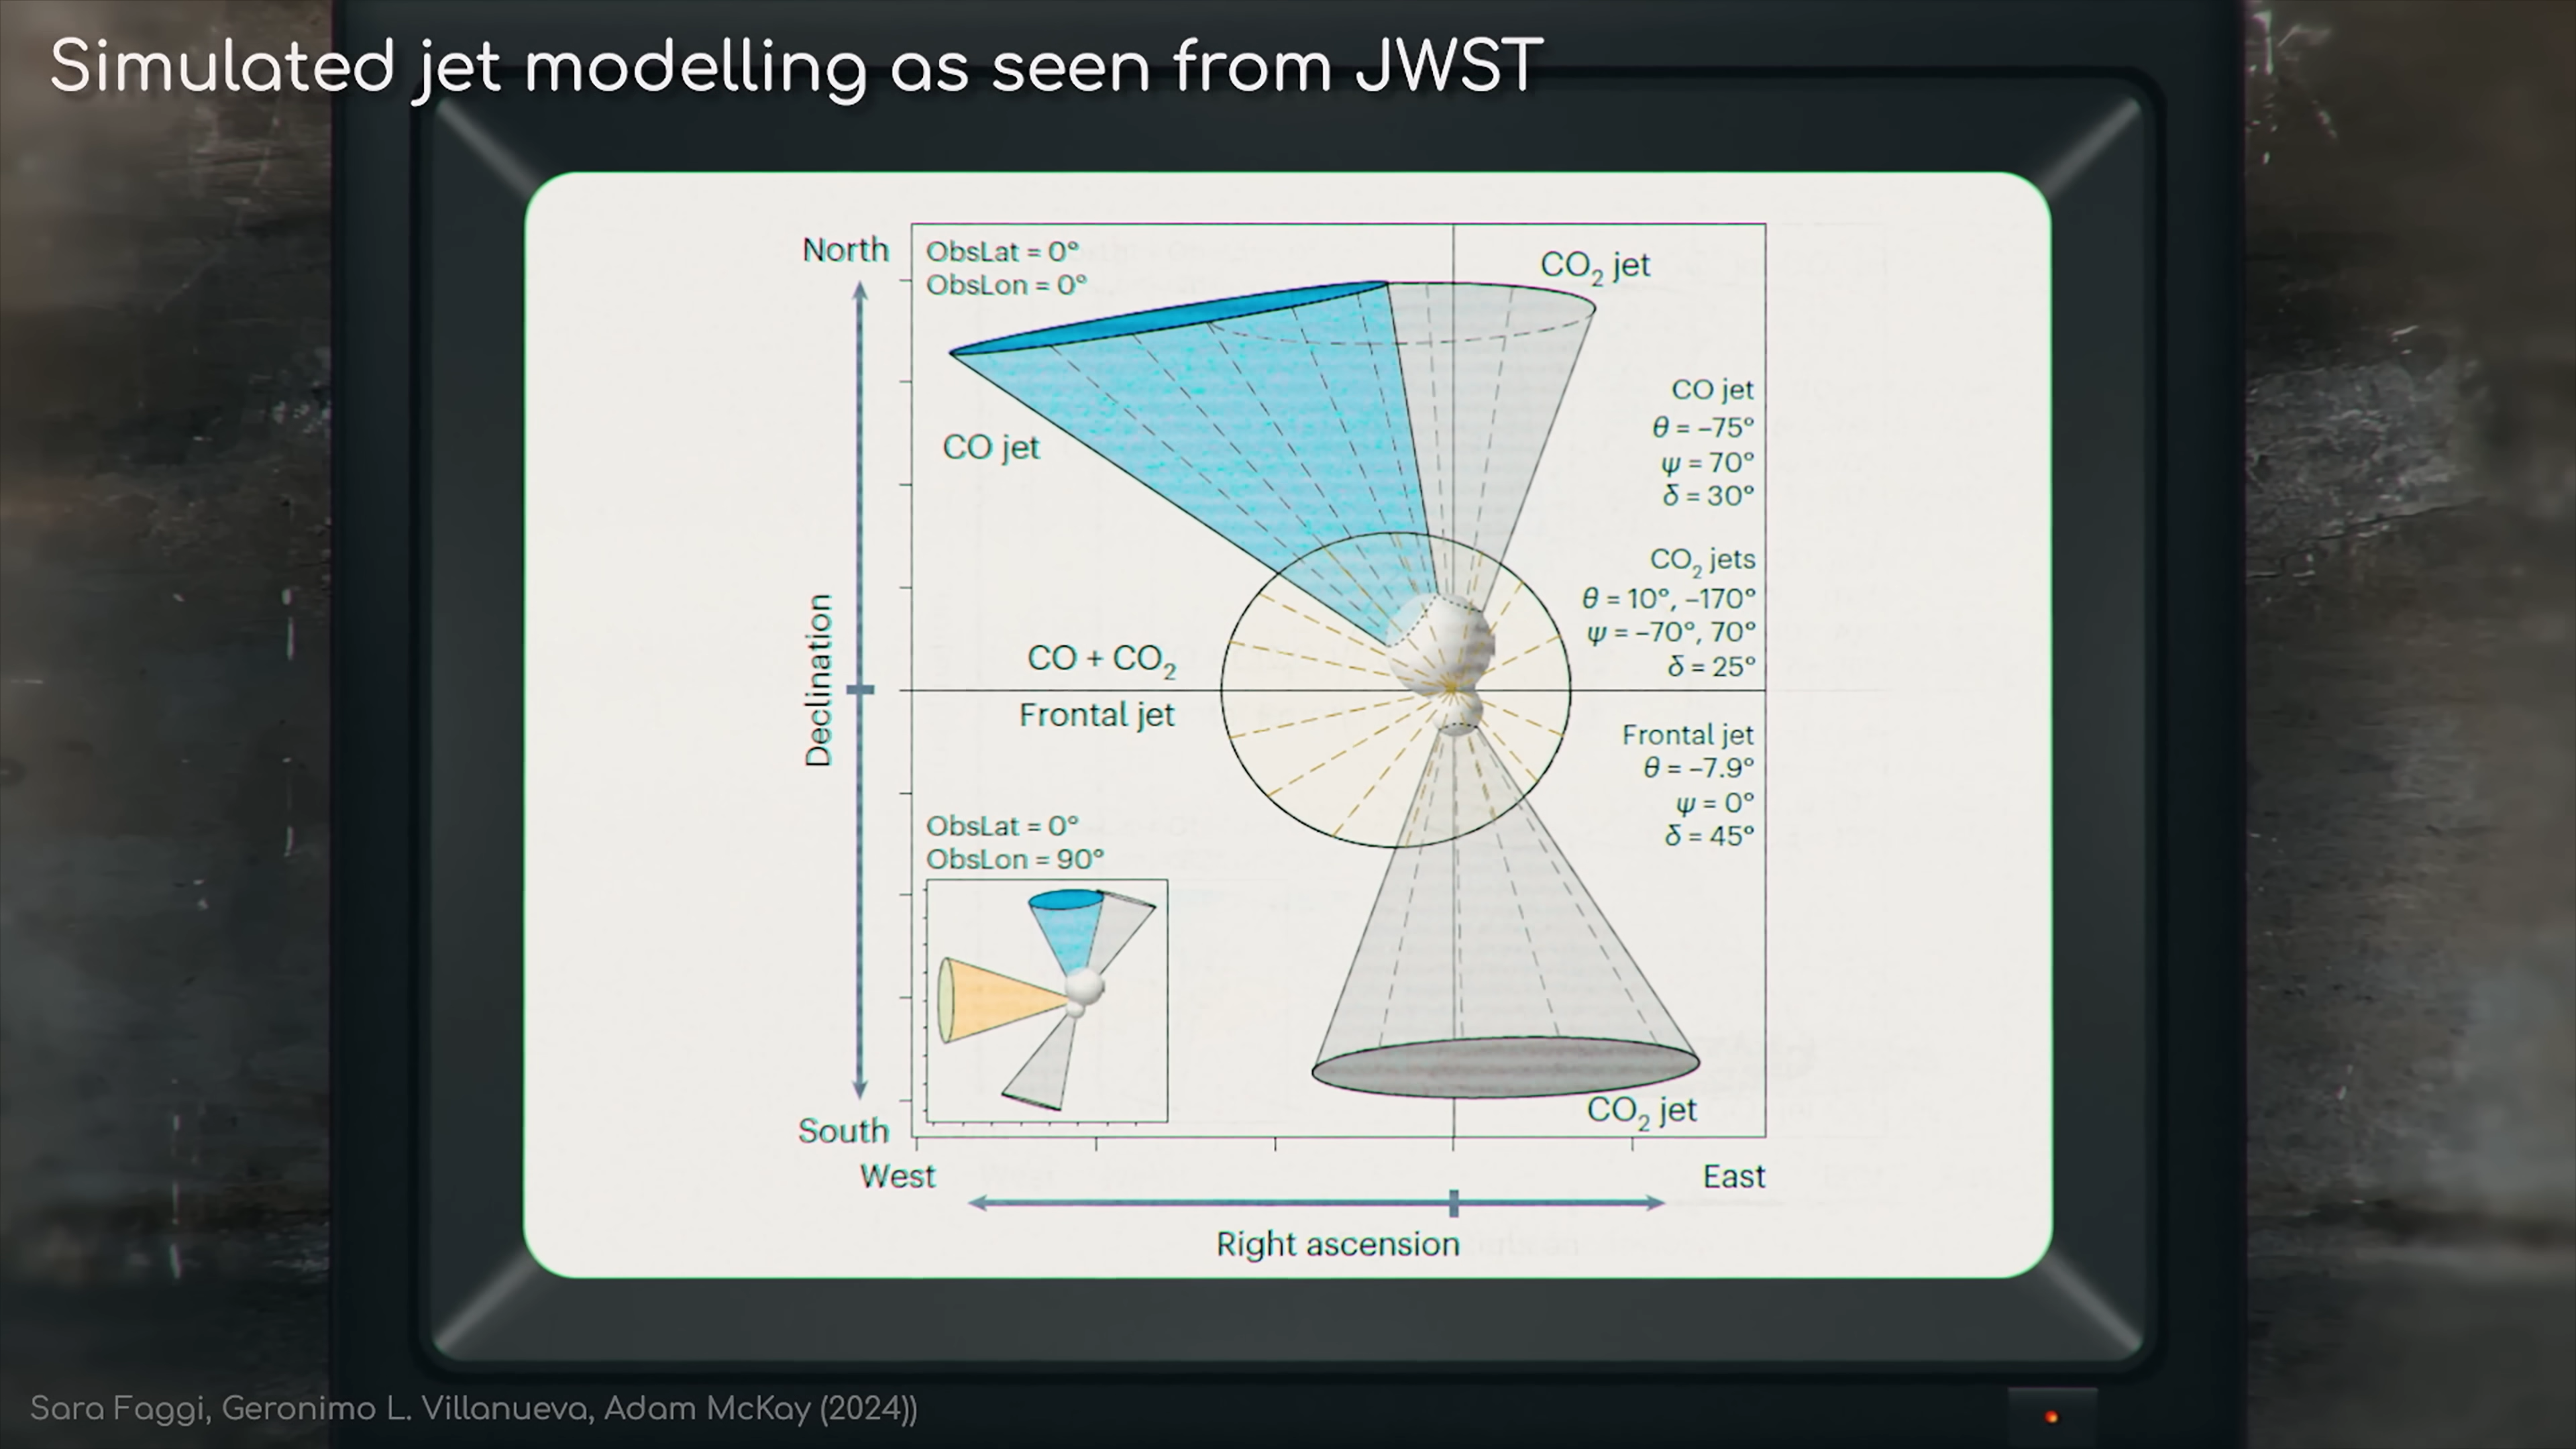 Simulated jet modelling as seen from JWST
North
ObsLat = 0°
ObsLon = 0°
CO₂ jet
CO jet
CO jet
θ = –75°
ψ = 70°
δ = 30°
CO₂ jets
θ = 10°, –170°
ψ = –70°, 70°
δ = 25°
CO + CO₂
Frontal jet
Declination
Frontal jet
θ = –7.9°
ψ = 0°
δ = 45°
ObsLat = 0°
ObsLon = 90°
CO₂ jet
South
West
East
Right ascension
Sara Faggi, Geronimo L. Villanueva, Adam McKay (2024))